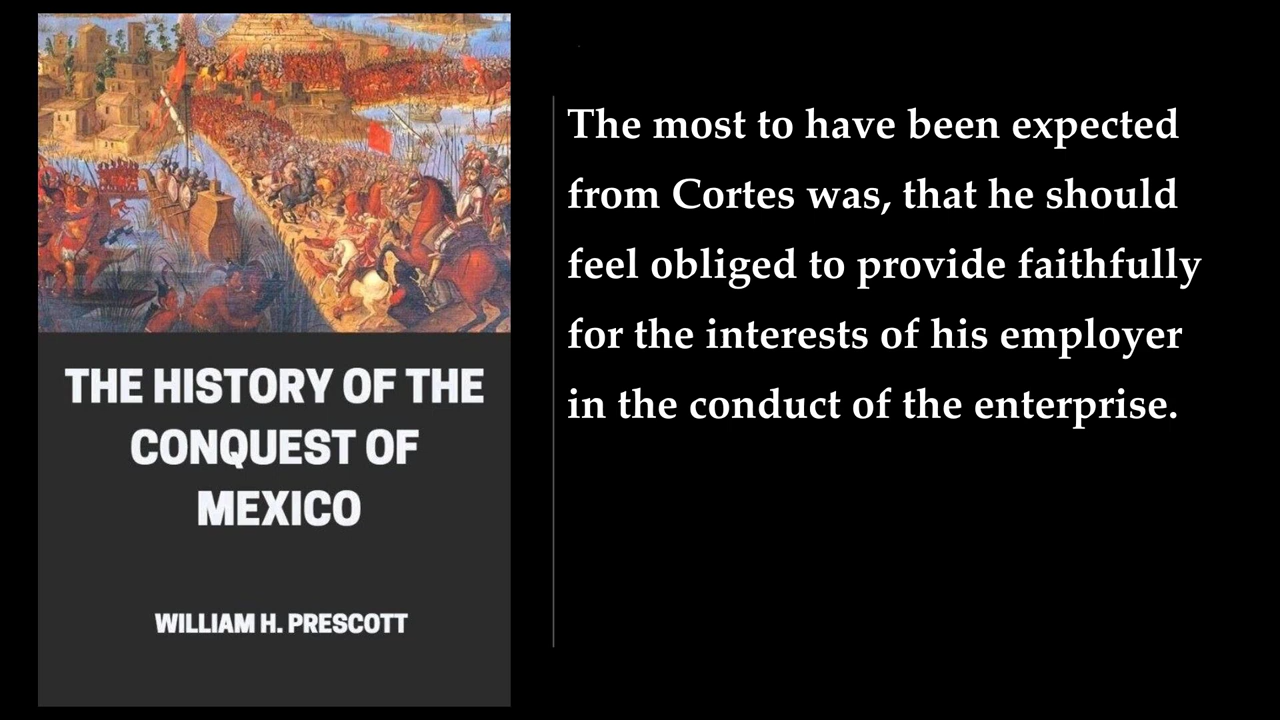 THE HISTORY OF THE
CONQUEST OF
MEXICO
WILLIAM H. PRESCOTT
The most to have been expected
from Cortes was, that he should
feel obliged to provide faithfully
for the interests of his employer
in the conduct of the enterprise.